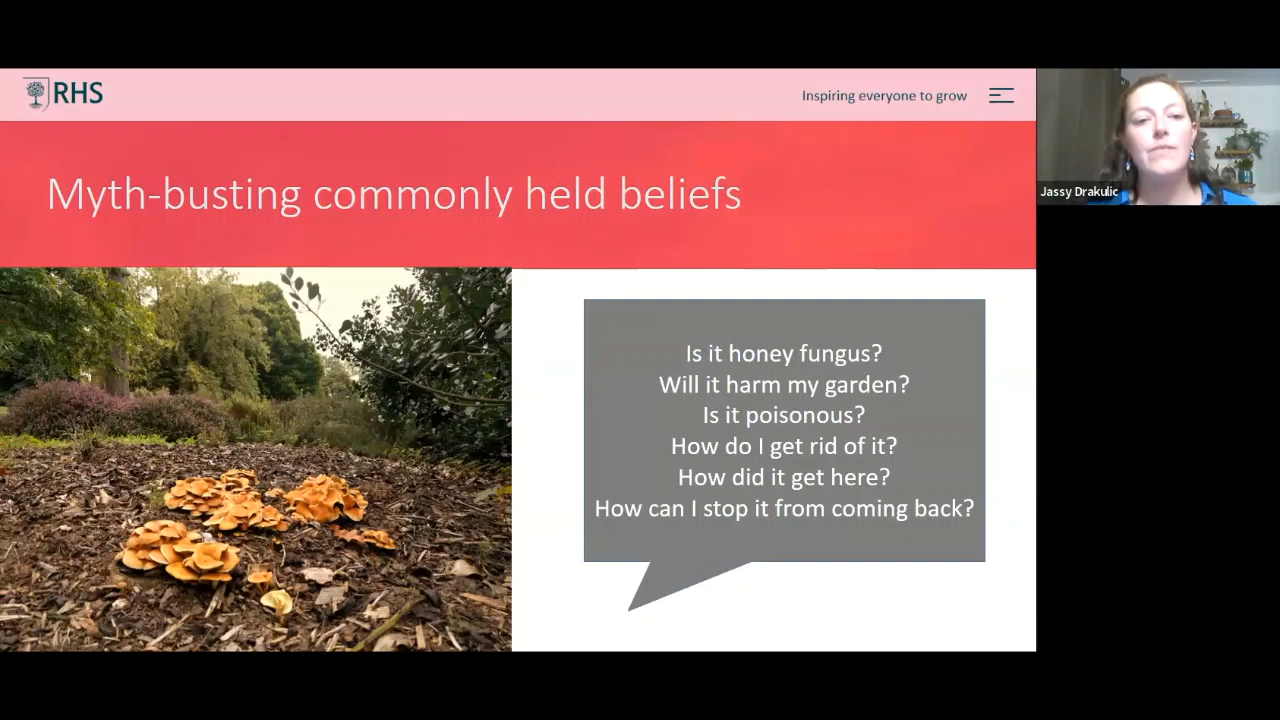 RHS
Inspiring everyone to grow
Jassy Drakulic
Myth-busting commonly held beliefs
Is it honey fungus?
Will it harm my garden?
Is it poisonous?
How do I get rid of it?
How did it get here?
How can I stop it from coming back?